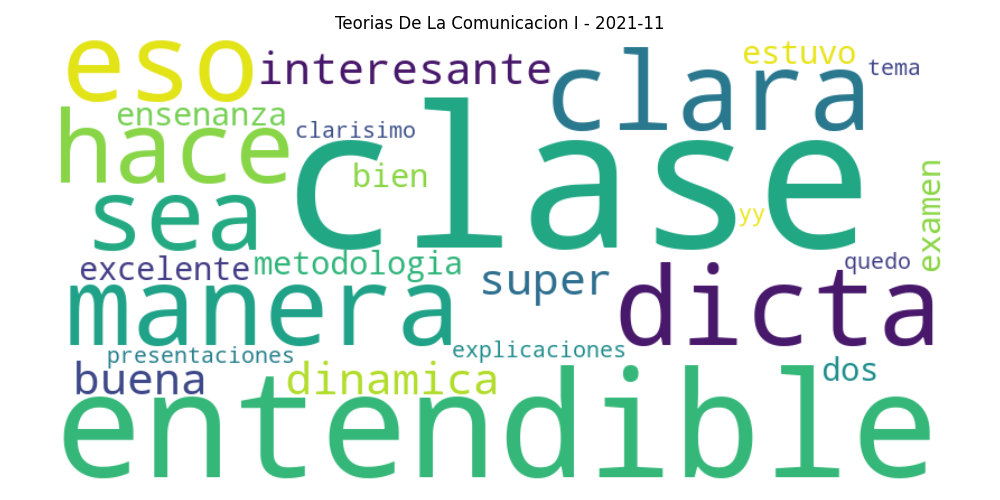 Teorias De La Comunicacion I - 2021-11
eso
interesante
clara
estuvo
tema
hace
ensenanza
clarisimo
clase
bien
sea
yy
examen
excelente
metodologia
super
quedo
manera
dicta
presentaciones
explicaciones
buena
dinamica
dos
entendible